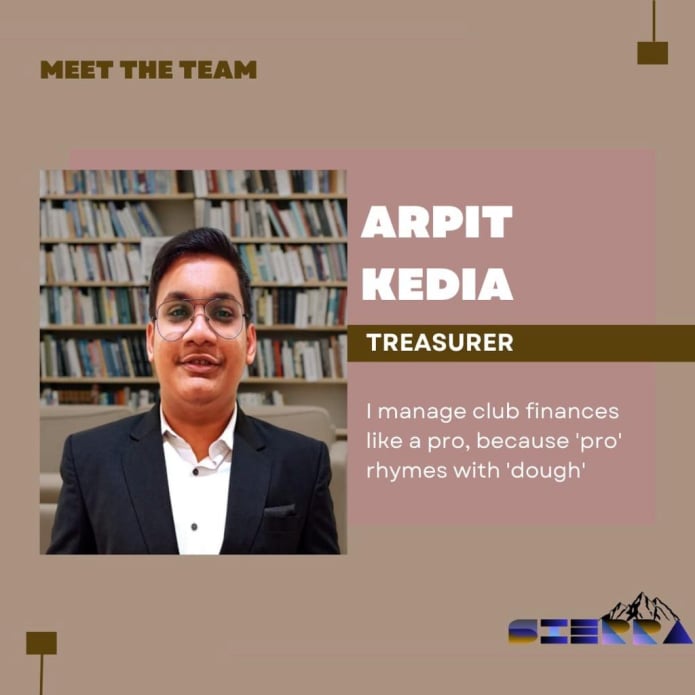 MEET THE TEAM
ARPIT
KEDIA
TREASURER
I manage club finances
like a pro, because 'pro'
rhymes with 'dough'
SIERRA